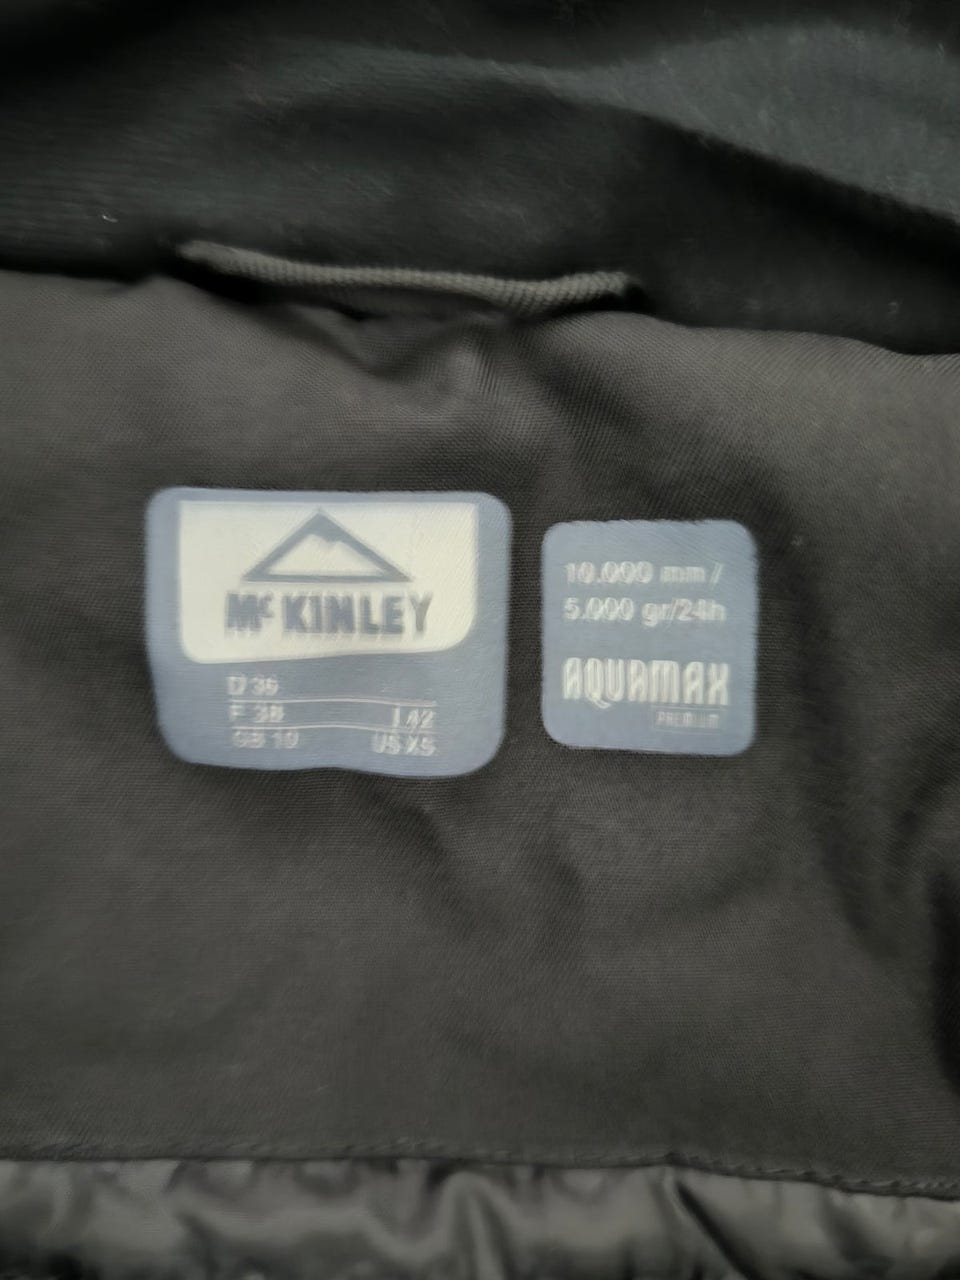 McKINLEY
D 36
F 38 I 42
GB 10 US XS
10.000 mm /
5.000 gr/24h
AQUAMAX
PREMIUM